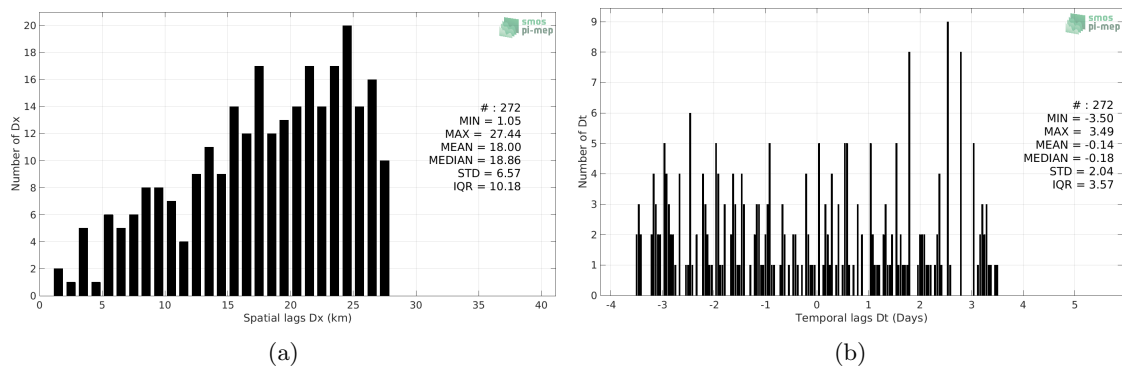 smos
pi-mep
20
18
16
14
12
10
8
6
4
2
0
Number of Dx
# : 272
MIN = 1.05
MAX = 27.44
MEAN = 18.00
MEDIAN = 18.86
STD = 6.57
IQR = 10.18
0 5 10 15 20 25 30 35 40
Spatial lags Dx (km)
(a)
smos
pi-mep
9
8
7
6
5
4
3
2
1
0
Number of Dt
# : 272
MIN = -3.50
MAX = 3.49
MEAN = -0.14
MEDIAN = -0.18
STD = 2.04
IQR = 3.57
-4 -3 -2 -1 0 1 2 3 4 5
Temporal lags Dt (Days)
(b)